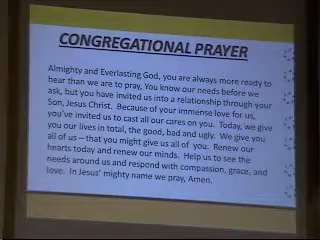 CONGREGATIONAL PRAYER
Almighty and Everlasting God, you are always more ready to
hear than we are to pray, You know our needs before we
ask, but you have invited us into a relationship through your
Son, Jesus Christ. Because of your immense love for us,
you've invited us to cast all our cares on you. Today, we give
you our lives in total, the good, bad and ugly. We give you
all of us – that you might give us all of you. Renew our
hearts today and renew our minds. Help us to see the
needs around us and respond with compassion, grace, and
love. In Jesus' mighty name we pray, Amen.